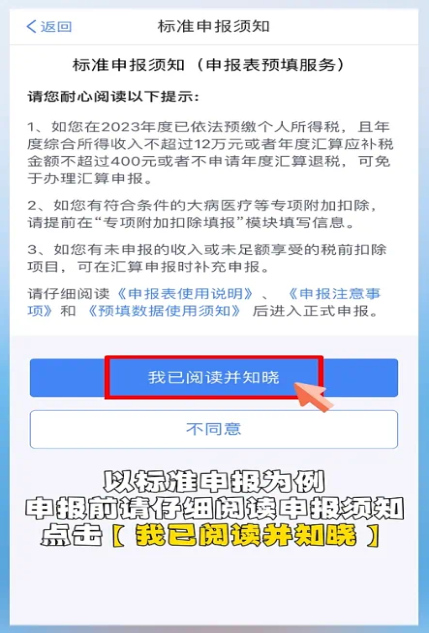 返回
标准申报须知
标准申报须知（申报表预填服务）
请您耐心阅读以下提示：
1、如您在2023年度已依法预缴个人所得税，且年
度综合所得收入不超过12万元或者年度汇算应补税
金额不超过400元或者不申请年度汇算退税，可免
于办理汇算申报。
2、如您有符合条件的大病医疗等专项附加扣除，
请提前在“专项附加扣除填报”模块填写信息。
3、如您有未申报的收入或未足额享受的税前扣除
项目，可在汇算申报时补充申报。
请仔细阅读《申报表使用说明》、《申报注意事
项》和《预填数据使用须知》后进入正式申报。
我已阅读并知晓
不同意
以标准申报为例
申报前请仔细阅读申报须知
点击【我已阅读并知晓】